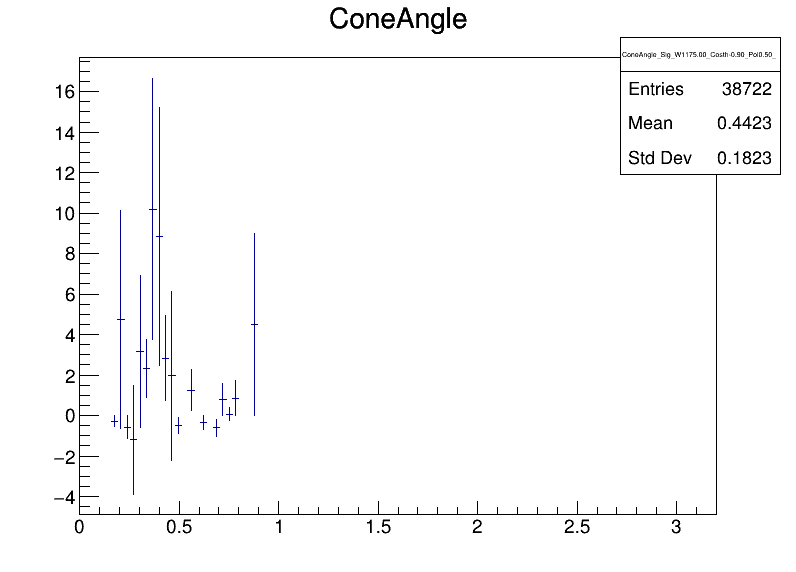 ConeAngle
ConeAngle_Sig_W1175.00_Costh-0.90_Pol0.50_
Entries 38722
Mean 0.4423
Std Dev 0.1823
16
14
12
10
8
6
4
2
0
−2
−4
0 0.5 1 1.5 2 2.5 3